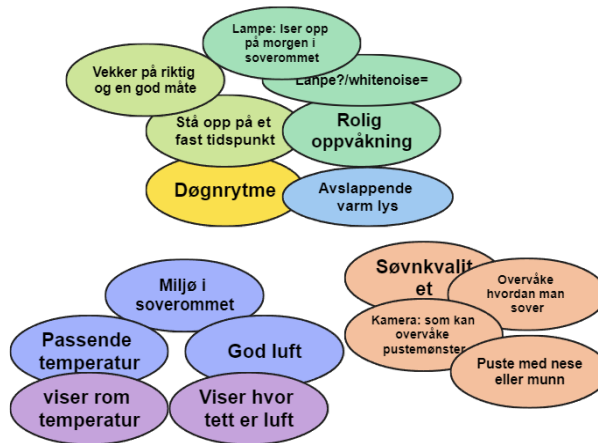 Lampe: Iser opp
på morgen i
soverommet
Vekker på riktig
og en god måte
Lanpe?/whitenoise=
Stå opp på et
fast tidspunkt
Rolig
oppvåkning
Døgnrytme
Avslappende
varm lys
Søvnkvalit
et
Overvåke
hvordan man
sover
Kamera: som kan
overvåke
pustemønster
Puste med nese
eller munn
Miljø i
soverommet
Passende
temperatur
God luft
viser rom
temperatur
Viser hvor
tett er luft